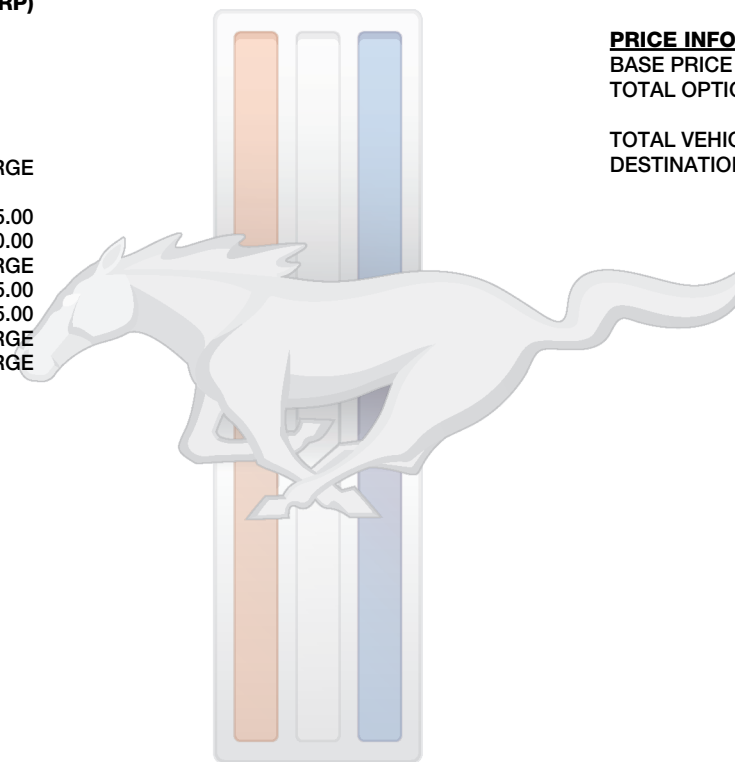 RP)
RGE
5.00
0.00
RGE
5.00
5.00
RGE
RGE
PRICE INFO
BASE PRICE
TOTAL OPTIO
TOTAL VEHIC
DESTINATION